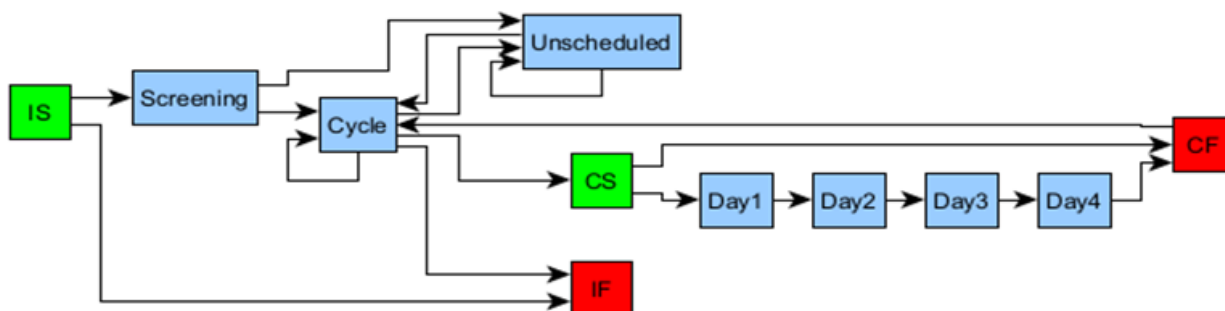 Unscheduled
Screening
IS
Cycle
CF
CS
Day1
Day2
Day3
Day4
IF